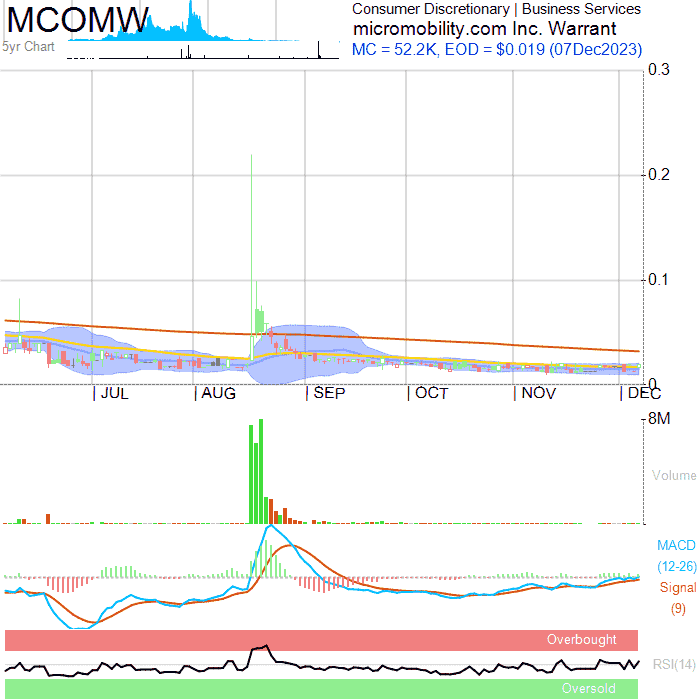 MCOMW
5yr Chart
Consumer Discretionary | Business Services
micromobility.com Inc. Warrant
MC = 52.2K, EOD = $0.019 (07Dec2023)
0.3
0.2
0.1
0
JUL AUG SEP OCT NOV DEC
8M
Volume
MACD
(12-26)
Signal
(9)
Overbought
RSI(14)
Oversold